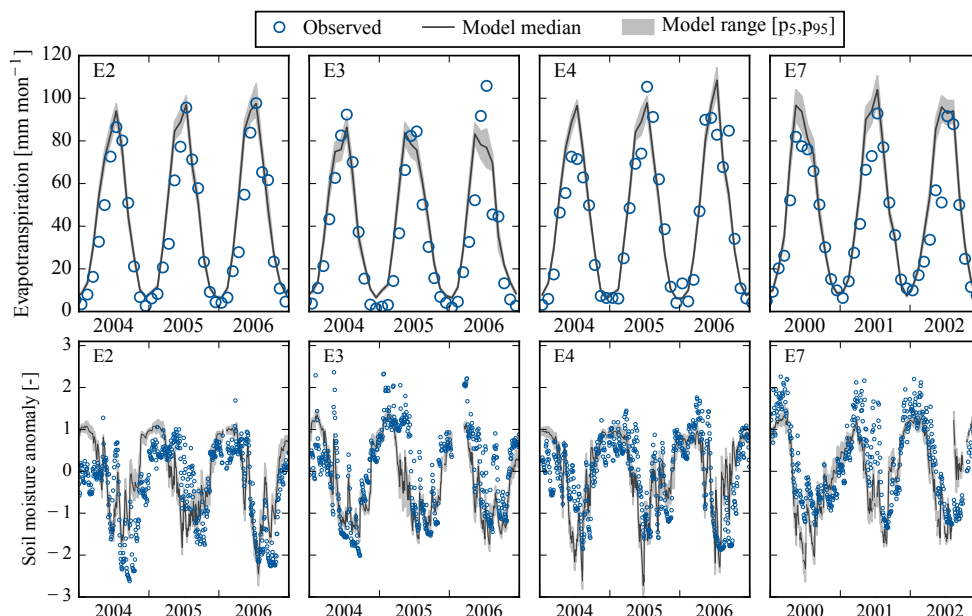 Observed Model median Model range [p5,p95]
Evapotranspiration [mm mon−1]
120
100
80
60
40
20
0
E2 E3 E4 E7
2004 2005 2006 2004 2005 2006 2004 2005 2006 2000 2001 2002
Soil moisture anomaly [-]
3
2
1
0
−1
−2
−3
E2 E3 E4 E7
2004 2005 2006 2004 2005 2006 2004 2005 2006 2000 2001 2002